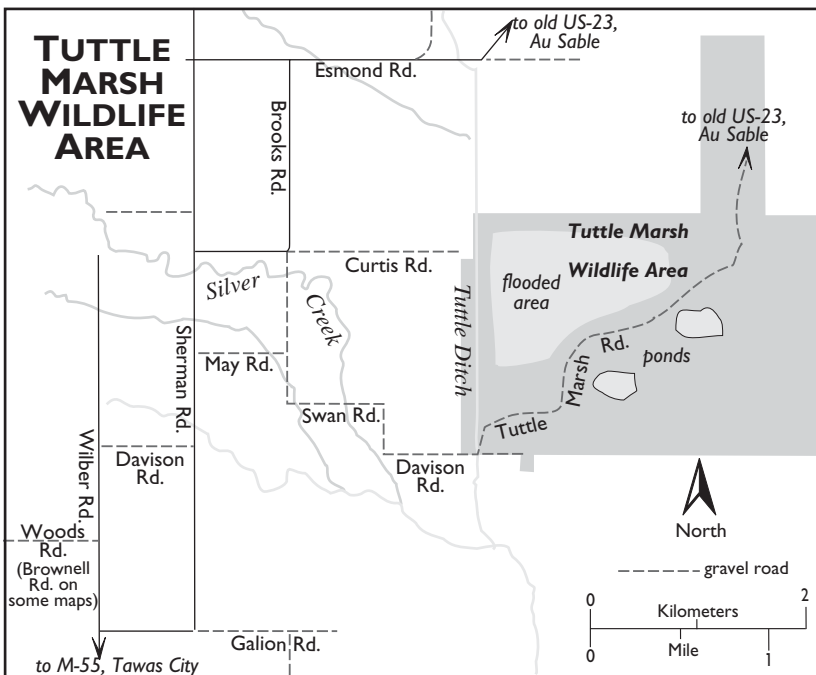 TUTTLE
MARSH
WILDLIFE
AREA
to old US-23,
Au Sable
Esmond Rd.
Brooks Rd.
to old US-23,
Au Sable
Tuttle Marsh
Wildlife Area
flooded
area
Curtis Rd.
Silver
Creek
Tuttle Ditch
Sherman Rd.
May Rd.
Swan Rd.
ponds
Tuttle
Marsh
Rd.
Wilber Rd.
Davison
Rd.
Davison
Rd.
Woods
Rd.
(Brownell
Rd. on
some maps)
North
gravel road
0
2
Kilometers
Mile
0
1
Galion Rd.
to M-55, Tawas City